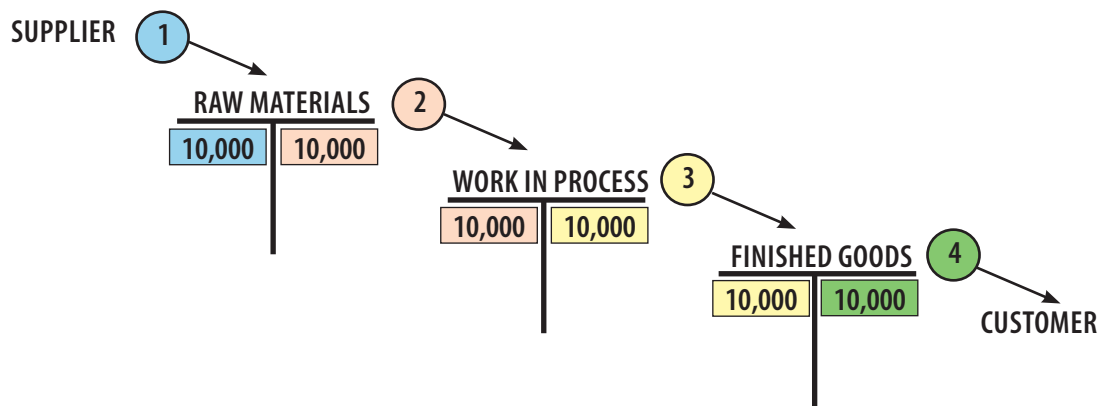 SUPPLIER 1
RAW MATERIALS 2
10,000 10,000
WORK IN PROCESS 3
10,000 10,000
FINISHED GOODS 4
10,000 10,000
CUSTOMER